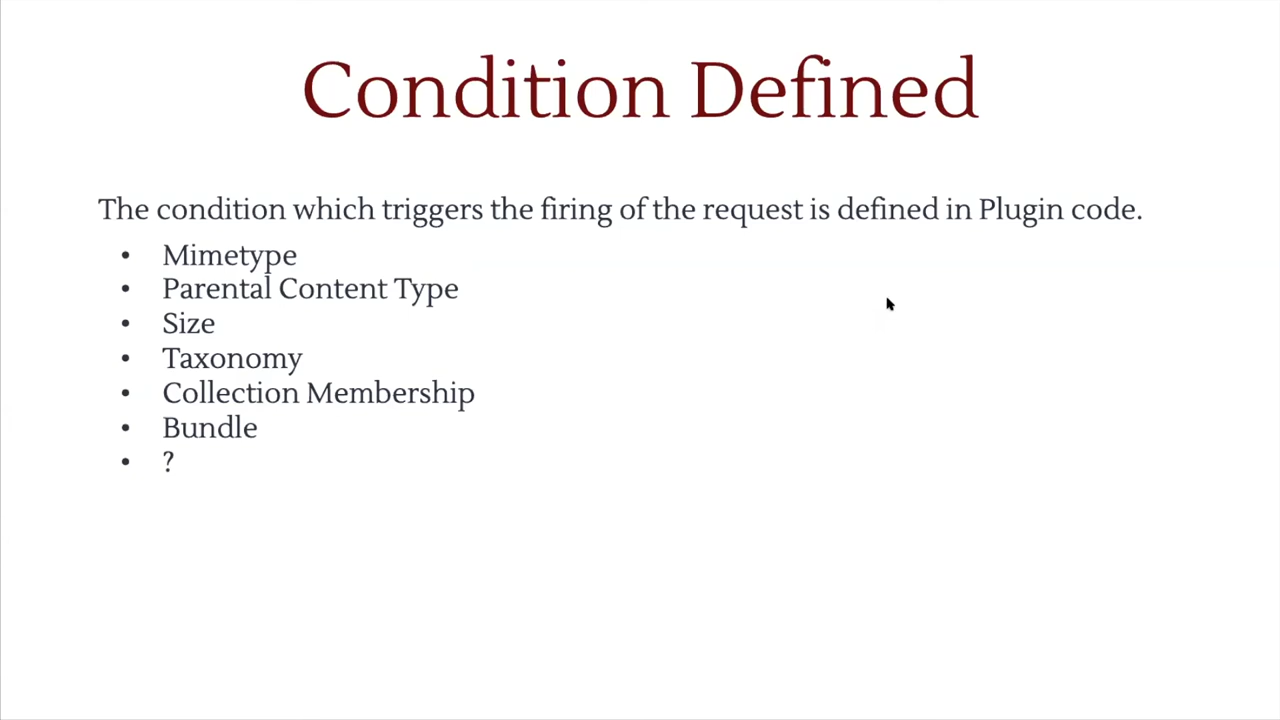 Condition Defined
The condition which triggers the firing of the request is defined in Plugin code.
• Mimetype
• Parental Content Type
• Size
• Taxonomy
• Collection Membership
• Bundle
• ?